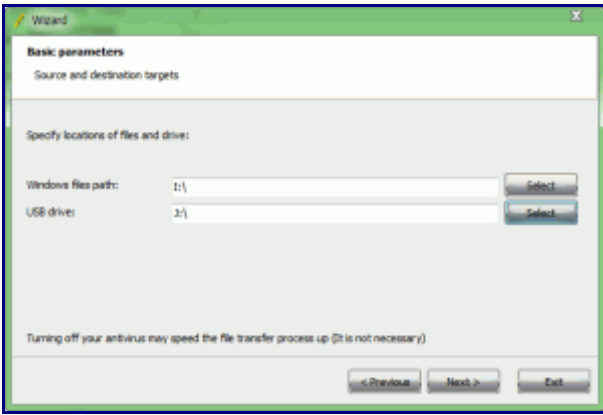 Wizard
Basic parameters
Source and destination targets
Specify locations of files and drive:
Windows files path: I:\ Select
USB drive: J:\ Select
Turning off your antivirus may speed the file transfer process up (It is not necessary)
< Previous Next > Exit